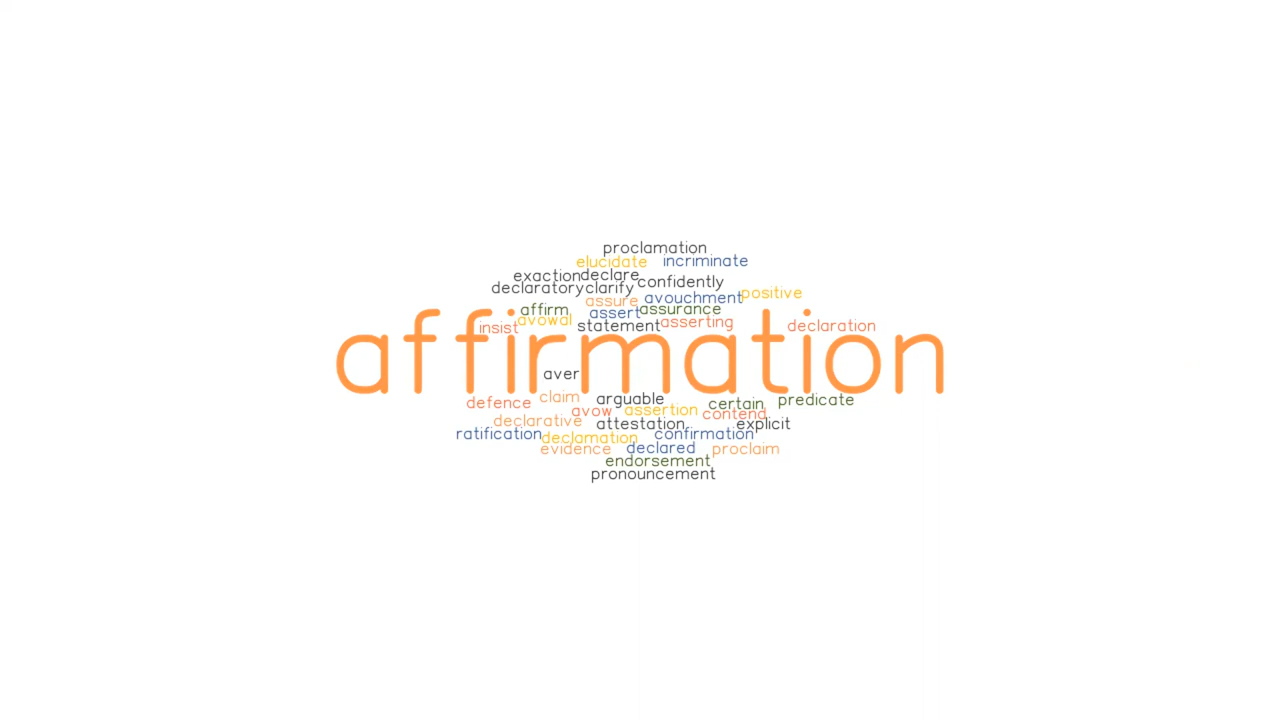 proclamation
elucidate incriminate
exaction declare confidently
declaratory clarify
assure avouchment positive
affirm assert assurance
insist avowal statement asserting declaration
affirmation
aver
defence claim arguable certain predicate
avow assertion contend
declarative attestation explicit
ratification declamation confirmation
evidence declared proclaim
endorsement
pronouncement